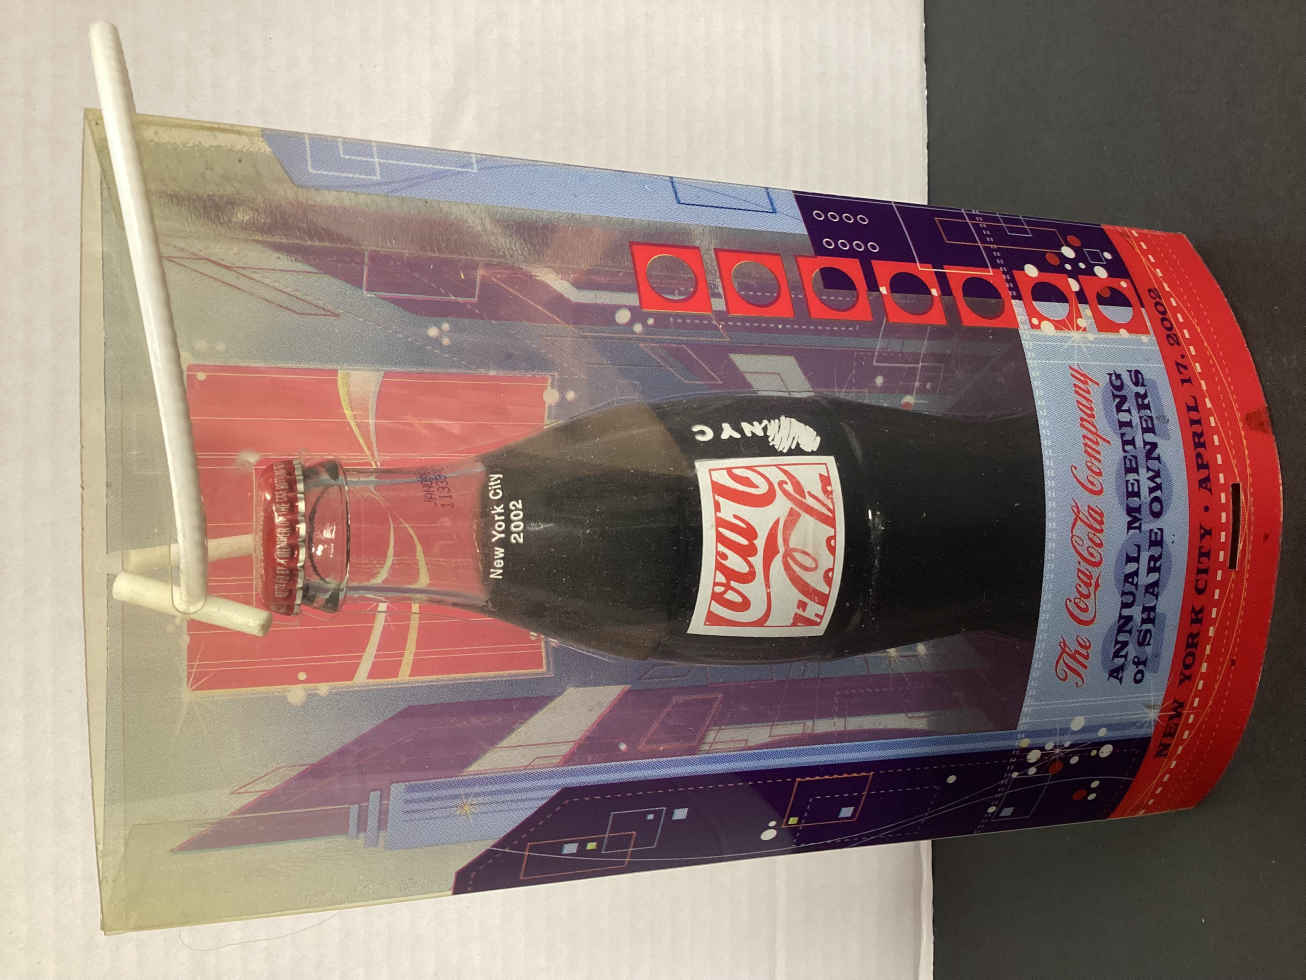 New York City
2002
NYC
Coca-Cola
The Coca-Cola Company
ANNUAL MEETING
of SHARE OWNERS
NEW YORK CITY • APRIL 17, 2002